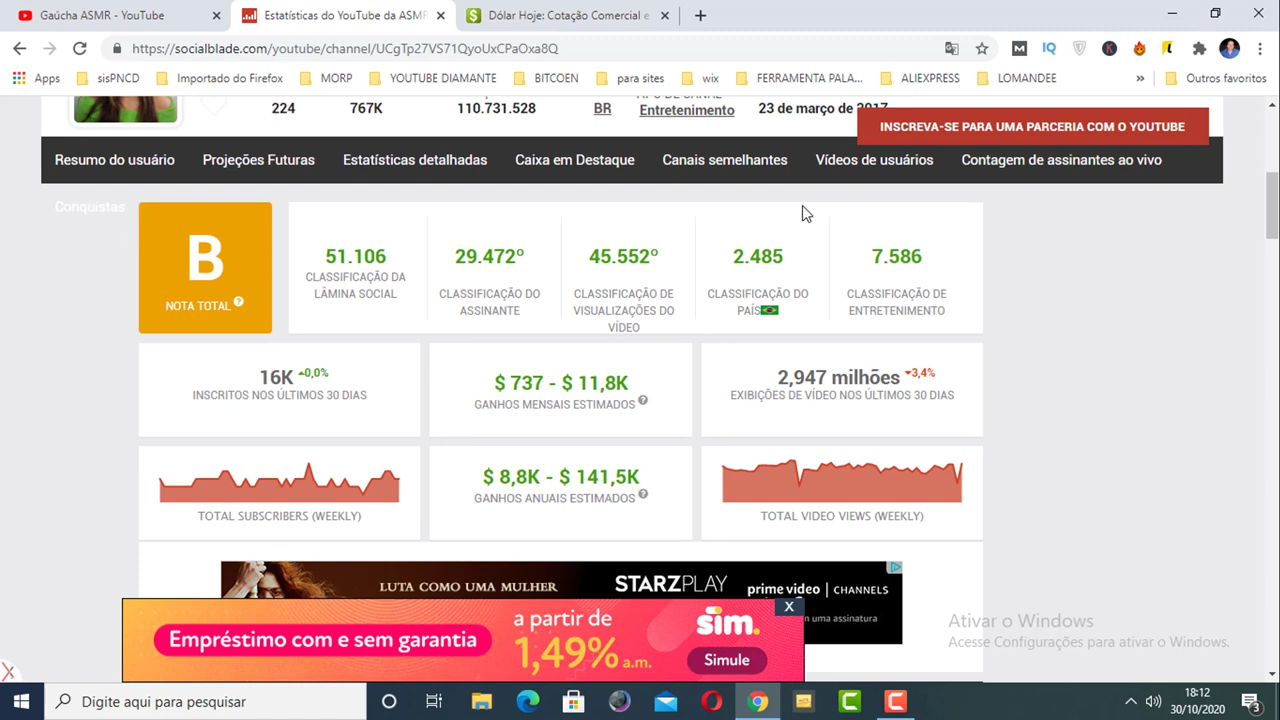 Gaúcha ASMR - YouTube
Estatísticas do YouTube da ASMR
Dólar Hoje: Cotação Comercial e
https://socialblade.com/youtube/channel/UCgTp27VS71QyoUxCPaOxa8Q
Apps
sisPNCD
Importado do Firefox
MORP
YOUTUBE DIAMANTE
BITCOEN
para sites
wix
FERRAMENTA PALA...
ALIEXPRESS
LOMANDEE
»
Outros favoritos
224
767K
110.731.528
BR
Entretenimento
23 de março de 2017
INSCREVA-SE PARA UMA PARCERIA COM O YOUTUBE
Resumo do usuário
Projeções Futuras
Estatísticas detalhadas
Caixa em Destaque
Canais semelhantes
Vídeos de usuários
Contagem de assinantes ao vivo
Conquistas
B
NOTA TOTAL
51.106
CLASSIFICAÇÃO DA
LÂMINA SOCIAL
29.472º
CLASSIFICAÇÃO DO
ASSINANTE
45.552º
CLASSIFICAÇÃO DE
VISUALIZAÇÕES DO
VÍDEO
2.485
CLASSIFICAÇÃO DO
PAÍS
7.586
CLASSIFICAÇÃO DE
ENTRETENIMENTO
16K 0,0%
INSCRITOS NOS ÚLTIMOS 30 DIAS
$ 737 - $ 11,8K
GANHOS MENSAIS ESTIMADOS
2,947 milhões 3,4%
EXIBIÇÕES DE VÍDEO NOS ÚLTIMOS 30 DIAS
TOTAL SUBSCRIBERS (WEEKLY)
$ 8,8K - $ 141,5K
GANHOS ANUAIS ESTIMADOS
TOTAL VIDEO VIEWS (WEEKLY)
LUTA COMO UMA MULHER
STARZPLAY
prime video | CHANNELS
uma assinatura
Empréstimo com e sem garantia
a partir de
1,49% a.m.
sim.
Simule
X
Ativar o Windows
Acesse Configurações para ativar o Windows.
Digite aqui para pesquisar
18:12
30/10/2020
3